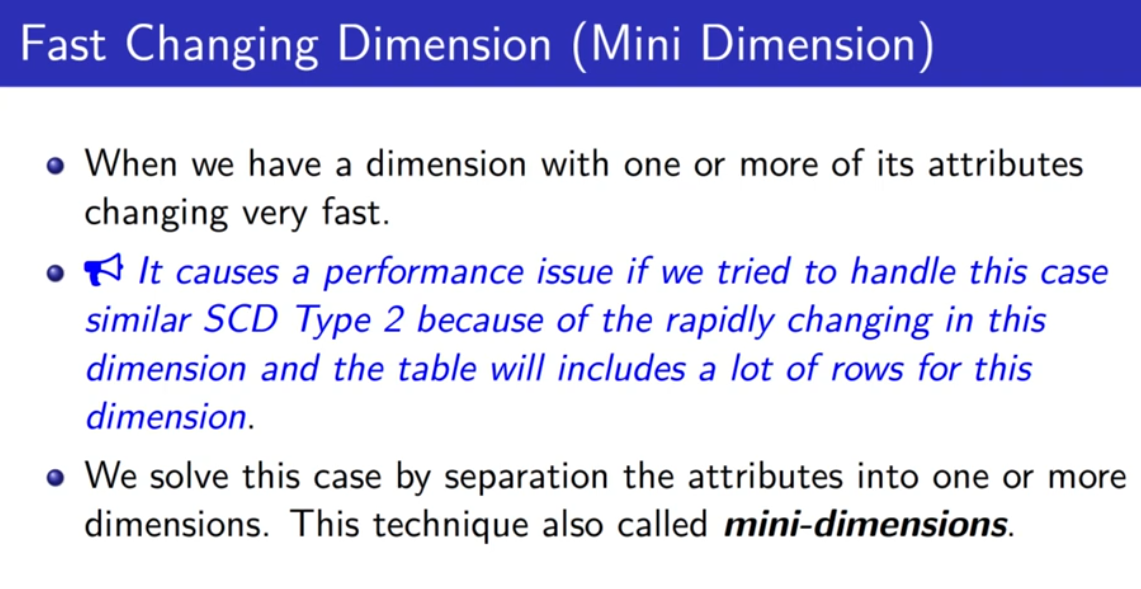 Fast Changing Dimension (Mini Dimension)
When we have a dimension with one or more of its attributes
changing very fast.
It causes a performance issue if we tried to handle this case
similar SCD Type 2 because of the rapidly changing in this
dimension and the table will includes a lot of rows for this
dimension.
We solve this case by separation the attributes into one or more
dimensions. This technique also called mini-dimensions.